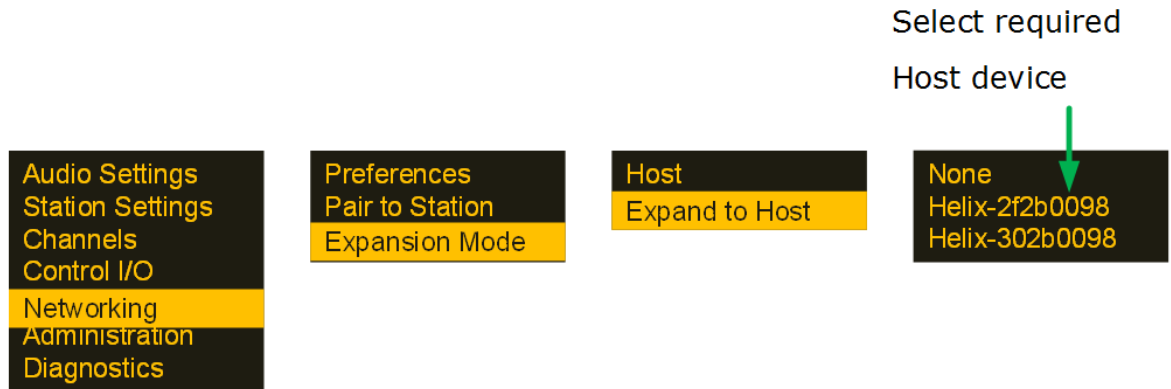 Select required
Host device
Audio Settings
Station Settings
Channels
Control I/O
Networking
Administration
Diagnostics
Preferences
Pair to Station
Expansion Mode
Host
Expand to Host
None
Helix-2f2b0098
Helix-302b0098